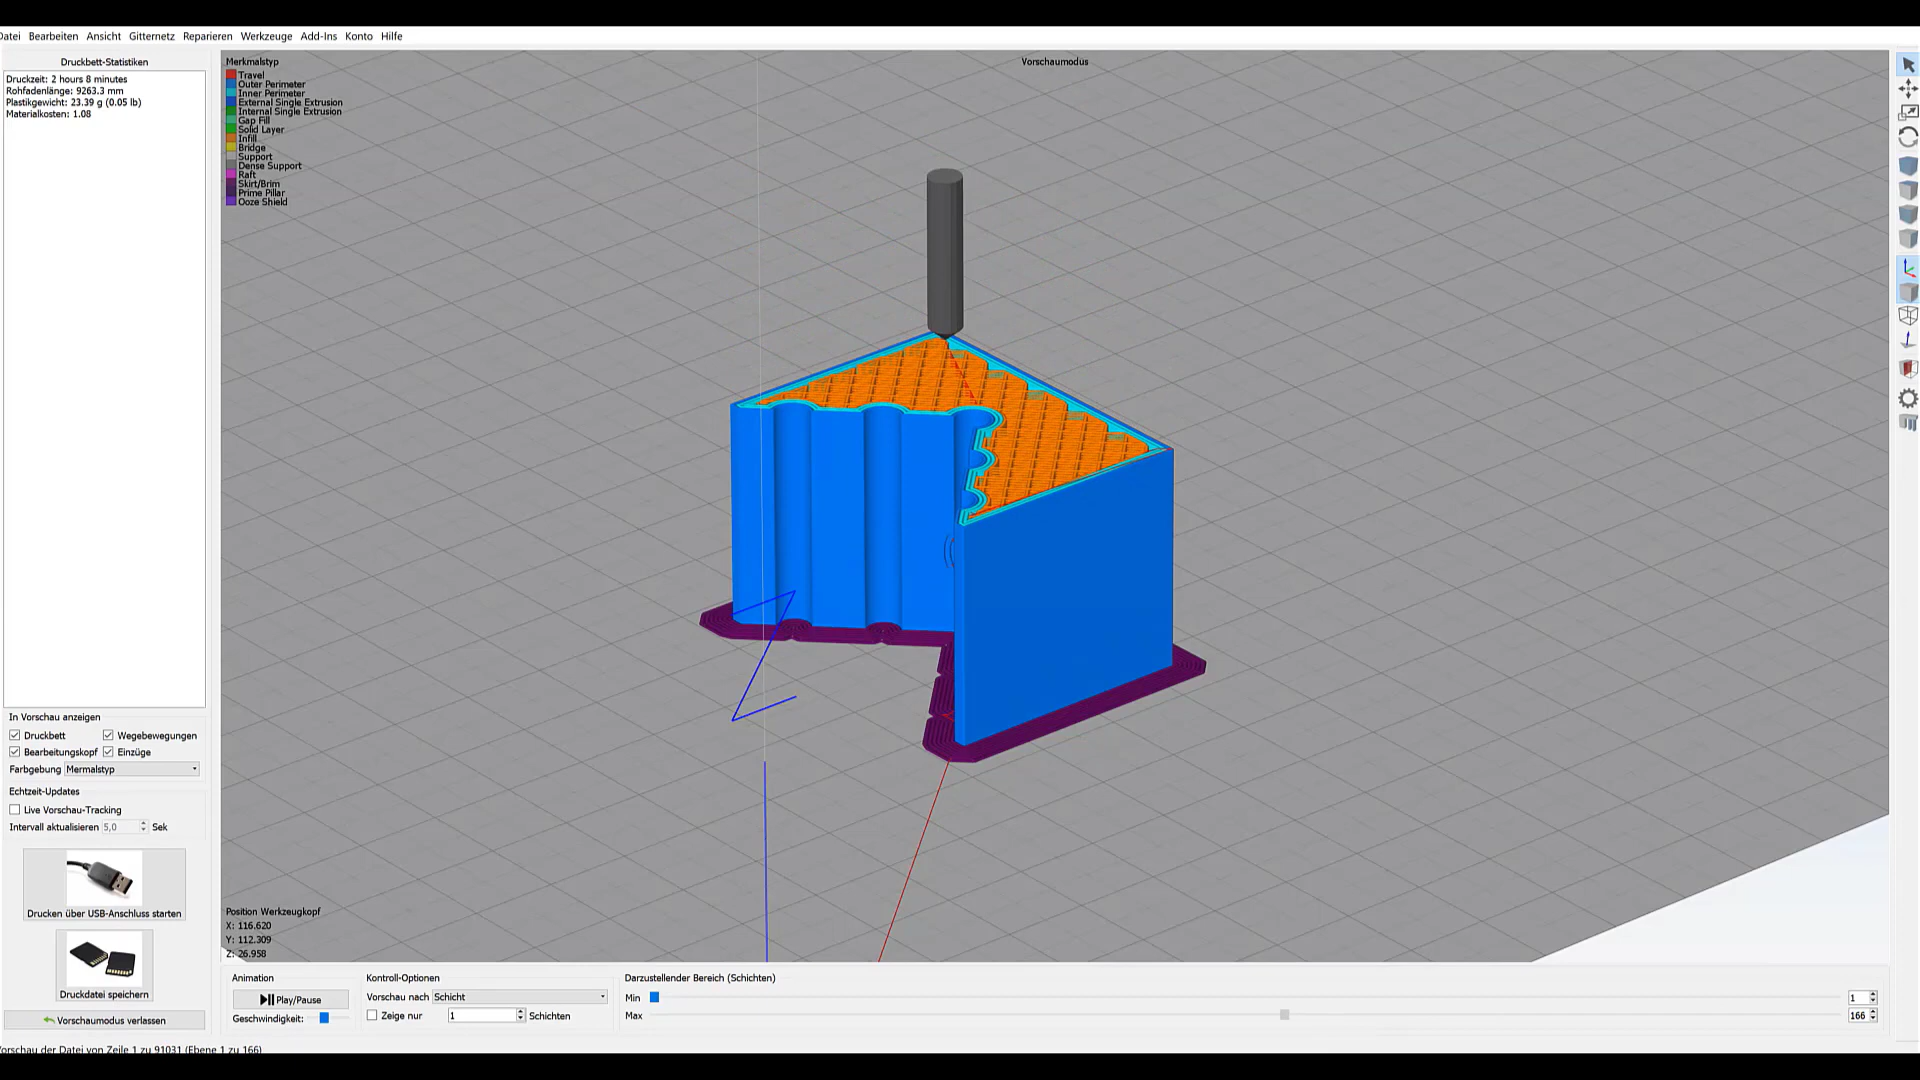 Datei Bearbeiten Ansicht Gitternetz Reparieren Werkzeuge Add-Ins Konto Hilfe
Druckbett-Statistiken
Druckzeit: 2 hours 8 minutes
Rohfadenlänge: 9263.3 mm
Plastikgewicht: 23.39 g (0.05 lb)
Materialkosten: 1.08
Merkmalstyp
Travel
Outer Perimeter
Inner Perimeter
External Single Extrusion
Internal Single Extrusion
Gap Fill
Solid Layer
Infill
Bridge
Support
Dense Support
Raft
Skirt/Brim
Prime Pillar
Ooze Shield
Vorschaumodus
In Vorschau anzeigen
Druckbett Wegebewegungen
Bearbeitungskopf Einzüge
Farbgebung Mermalstyp
Echtzeit-Updates
Live Vorschau-Tracking
Intervall aktualisieren 5,0 Sek
Drucken über USB-Anschluss starten
Druckdatei speichern
Vorschaumodus verlassen
Position Werkzeugkopf
X: 116.620
Y: 112.309
Z: 26.958
Animation
Play/Pause
Geschwindigkeit:
Kontroll-Optionen
Vorschau nach Schicht
Zeige nur 1 Schichten
Darzustellender Bereich (Schichten)
Min 1
Max 166
orschau der Datei von Zeile 1 zu 91031 (Ebene 1 zu 166)